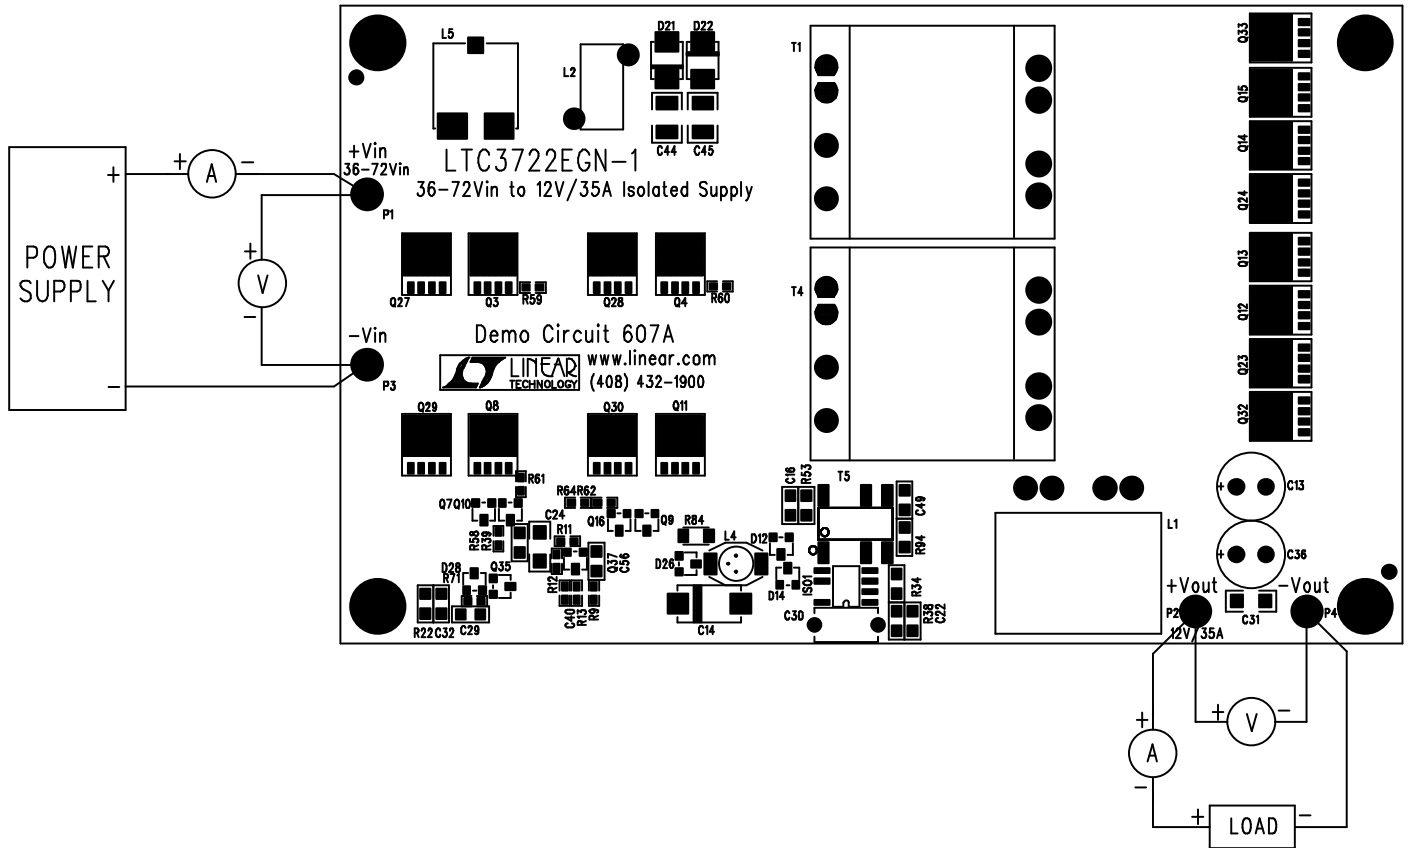 L5
L2
D21 D22
T1
Q33
Q15
Q14
Q24
Q13
Q12
Q23
Q32
C44 C45
+Vin
36-72Vin
P1
LTC3722EGN-1
36-72Vin to 12V/35A Isolated Supply
+ A -
+
POWER
SUPPLY
-
+
V
-
Q27 Q3 R59 Q28 Q4 R60
T4
-Vin
P3
Demo Circuit 607A
LINEAR
TECHNOLOGY
www.linear.com
(408) 432-1900
Q29 Q8 Q30 Q11
R61
Q7 Q10
R58
R39
C24
R11
R12
Q37
C56
R64 R62
Q16 Q9
R84
L4
D12
D26
D14
C16
R53
T5
C49
R94
ISO1
R34
C30
R38
C22
D28
R71
Q35
R22 C32 C29
C40
R13
R9
C14
L1
+ C13
+ C36
+Vout
P2
12V/35A
-Vout
P4
C31
+ V -
+
A
-
+ LOAD -